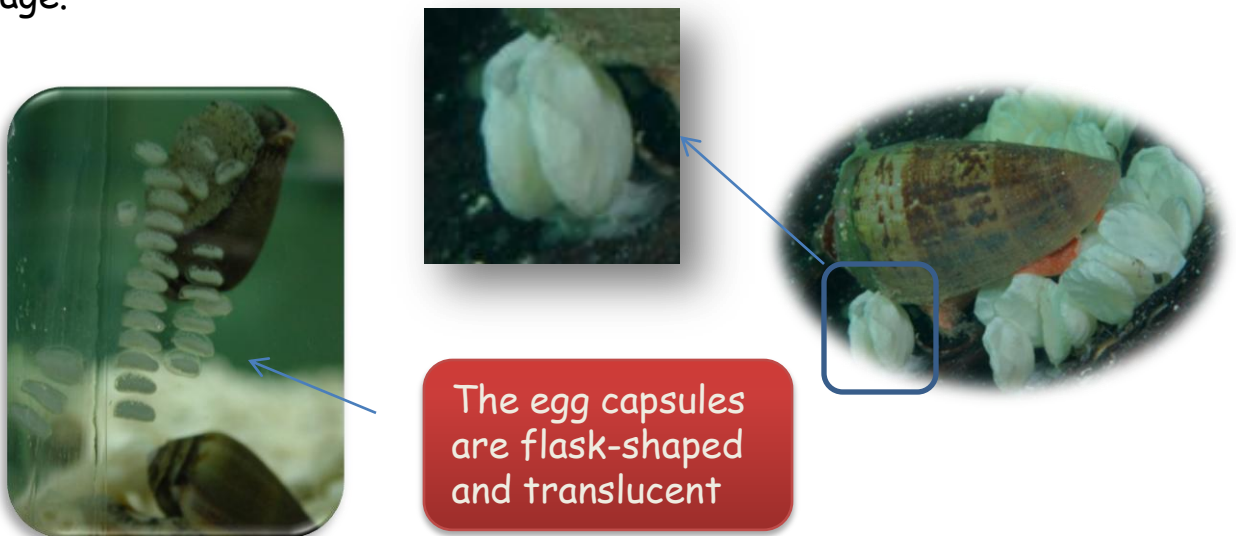 The egg capsules
are flask-shaped
and translucent